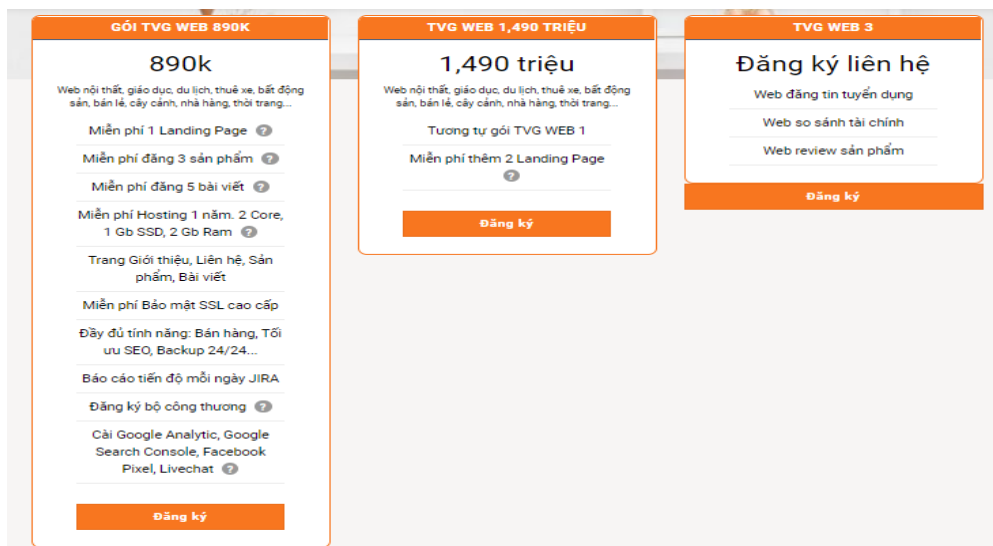 GÓI TVG WEB 890K
890k
Web nội thất, giáo dục, du lịch, thuê xe, bất động
sản, bán lẻ, cây cảnh, nhà hàng, thời trang...
Miễn phí 1 Landing Page ?
Miễn phí đăng 3 sản phẩm ?
Miễn phí đăng 5 bài viết ?
Miễn phí Hosting 1 năm. 2 Core,
1 Gb SSD, 2 Gb Ram ?
Trang Giới thiệu, Liên hệ, Sản
phẩm, Bài viết
Miễn phí Bảo mật SSL cao cấp
Đầy đủ tính năng: Bán hàng, Tối
ưu SEO, Backup 24/24...
Báo cáo tiến độ mỗi ngày JIRA
Đăng ký bộ công thương ?
Cài Google Analytic, Google
Search Console, Facebook
Pixel, Livechat ?
Đăng ký
TVG WEB 1,490 TRIỆU
1,490 triệu
Web nội thất, giáo dục, du lịch, thuê xe, bất động
sản, bán lẻ, cây cảnh, nhà hàng, thời trang...
Tương tự gói TVG WEB 1
Miễn phí thêm 2 Landing Page
?
Đăng ký
TVG WEB 3
Đăng ký liên hệ
Web đăng tin tuyển dụng
Web so sánh tài chính
Web review sản phẩm
Đăng ký